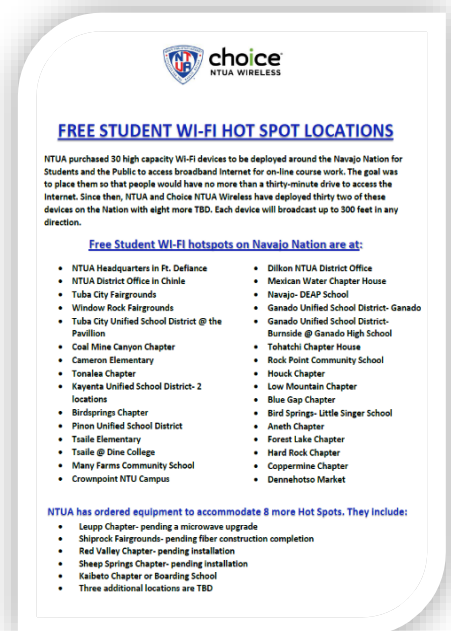 NTUA
choice
NTUA WIRELESS
FREE STUDENT WI-FI HOT SPOT LOCATIONS
NTUA purchased 30 high capacity Wi-Fi devices to be deployed around the Navajo Nation for
Students and the Public to access broadband Internet for on-line course work. The goal was
to place them so that people would have no more than a thirty-minute drive to access the
Internet. Since then, NTUA and Choice NTUA Wireless have deployed thirty two of these
devices on the Nation with eight more TBD. Each device will broadcast up to 300 feet in any
direction.
Free Student WI-FI hotspots on Navajo Nation are at:
• NTUA Headquarters in Ft. Defiance
• NTUA District Office in Chinle
• Tuba City Fairgrounds
• Window Rock Fairgrounds
• Tuba City Unified School District @ the
Pavillion
• Coal Mine Canyon Chapter
• Cameron Elementary
• Tonalea Chapter
• Kayenta Unified School District- 2
locations
• Birdsprings Chapter
• Pinon Unified School District
• Tsaile Elementary
• Tsaile @ Dine College
• Many Farms Community School
• Crownpoint NTU Campus
• Dilkon NTUA District Office
• Mexican Water Chapter House
• Navajo- DEAP School
• Ganado Unified School District- Ganado
• Ganado Unified School District-
Burnside @ Ganado High School
• Tohatchi Chapter House
• Rock Point Community School
• Houck Chapter
• Low Mountain Chapter
• Blue Gap Chapter
• Bird Springs- Little Singer School
• Aneth Chapter
• Forest Lake Chapter
• Hard Rock Chapter
• Coppermine Chapter
• Dennehotso Market
NTUA has ordered equipment to accommodate 8 more Hot Spots. They include:
• Leupp Chapter- pending a microwave upgrade
• Shiprock Fairgrounds- pending fiber construction completion
• Red Valley Chapter- pending installation
• Sheep Springs Chapter- pending installation
• Kaibeto Chapter or Boarding School
• Three additional locations are TBD